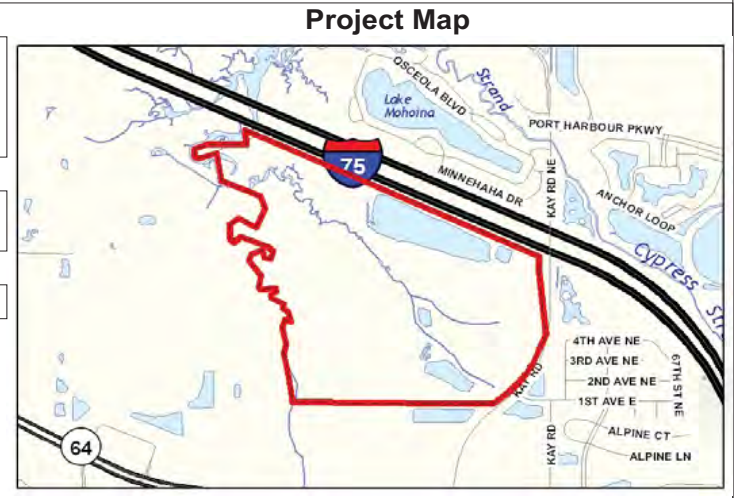 Project Map
OSCEOLA BLVD
Strand
Lake
Mohoina
PORT HARBOUR PKWY
75
MINNEHAHA DR
KAY RD NE
ANCHOR LOOP
Cypress
Str
4TH AVE NE
3RD AVE NE
2ND AVE NE
1ST AVE E
67TH ST NE
KAY RD
KAY RD
ALPINE CT
ALPINE LN
64